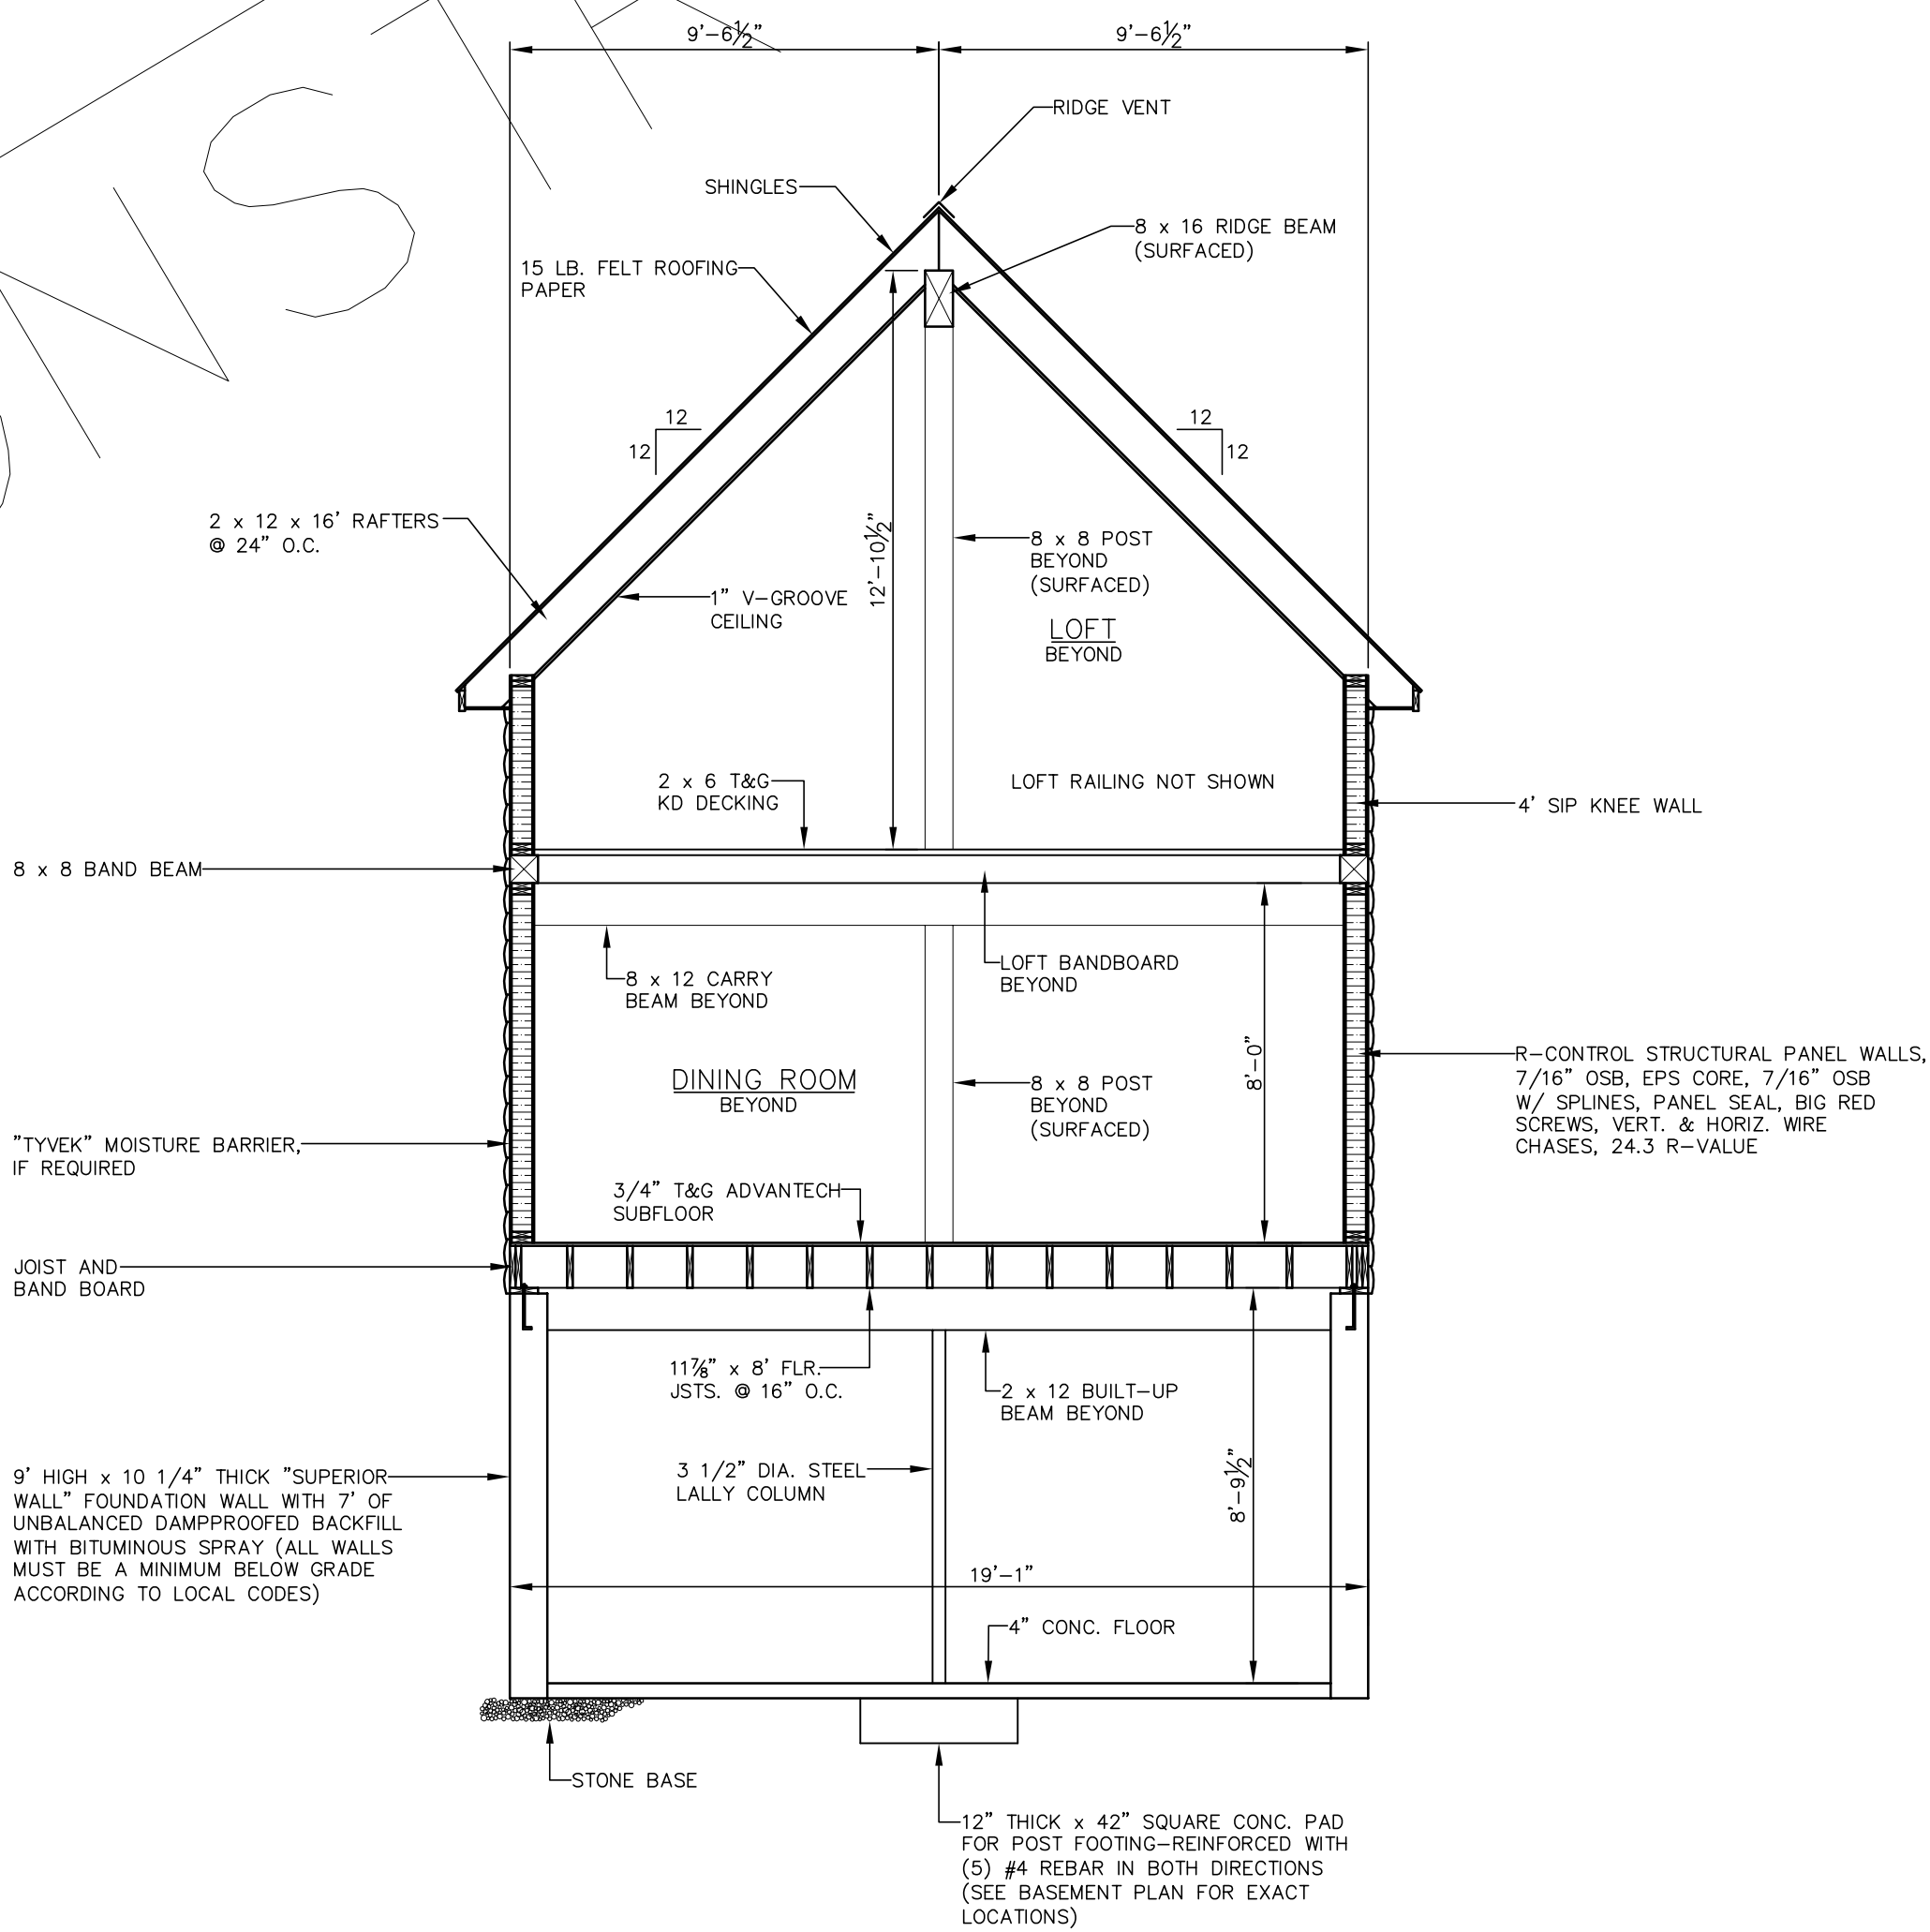 9'-6½"
9'-6½"
RIDGE VENT
SHINGLES
8 x 16 RIDGE BEAM
(SURFACED)
15 LB. FELT ROOFING
PAPER
12
12
12
12
2 x 12 x 16' RAFTERS
@ 24" O.C.
12'-10½"
8 x 8 POST
BEYOND
(SURFACED)
1" V-GROOVE
CEILING
LOFT
BEYOND
2 x 6 T&G
KD DECKING
LOFT RAILING NOT SHOWN
4' SIP KNEE WALL
8 x 8 BAND BEAM
8 x 12 CARRY
BEAM BEYOND
LOFT BANDBOARD
BEYOND
8'-0"
R-CONTROL STRUCTURAL PANEL WALLS,
7/16" OSB, EPS CORE, 7/16" OSB
W/ SPLINES, PANEL SEAL, BIG RED
SCREWS, VERT. & HORIZ. WIRE
CHASES, 24.3 R-VALUE
DINING ROOM
BEYOND
8 x 8 POST
BEYOND
(SURFACED)
"TYVEK" MOISTURE BARRIER,
IF REQUIRED
3/4" T&G ADVANTECH
SUBFLOOR
JOIST AND
BAND BOARD
11⅞" x 8' FLR.
JSTS. @ 16" O.C.
2 x 12 BUILT-UP
BEAM BEYOND
9' HIGH x 10 1/4" THICK "SUPERIOR
WALL" FOUNDATION WALL WITH 7' OF
UNBALANCED DAMPPROOFED BACKFILL
WITH BITUMINOUS SPRAY (ALL WALLS
MUST BE A MINIMUM BELOW GRADE
ACCORDING TO LOCAL CODES)
3 1/2" DIA. STEEL
LALLY COLUMN
8'-9½"
19'-1"
4" CONC. FLOOR
STONE BASE
12" THICK x 42" SQUARE CONC. PAD
FOR POST FOOTING-REINFORCED WITH
(5) #4 REBAR IN BOTH DIRECTIONS
(SEE BASEMENT PLAN FOR EXACT
LOCATIONS)